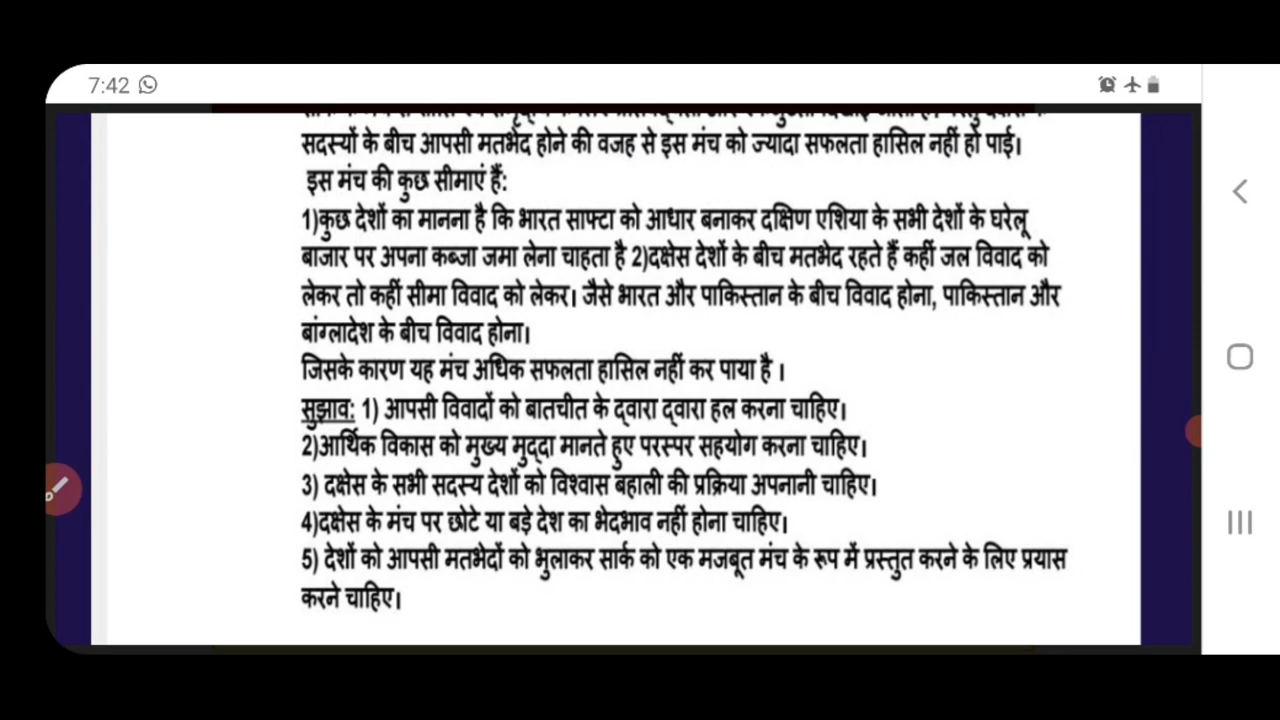 7:42
सदस्यों के बीच आपसी मतभेद होने की वजह से इस मंच को ज्यादा सफलता हासिल नहीं हो पाई।
इस मंच की कुछ सीमाएं हैं:
1)कुछ देशों का मानना है कि भारत साफ्टा को आधार बनाकर दक्षिण एशिया के सभी देशों के घरेलू
बाजार पर अपना कब्जा जमा लेना चाहता है 2)दक्षेस देशों के बीच मतभेद रहते हैं कहीं जल विवाद को
लेकर तो कहीं सीमा विवाद को लेकर। जैसे भारत और पाकिस्तान के बीच विवाद होना, पाकिस्तान और
बांग्लादेश के बीच विवाद होना।
जिसके कारण यह मंच अधिक सफलता हासिल नहीं कर पाया है ।
सुझाव: 1) आपसी विवादों को बातचीत के द्वारा द्वारा हल करना चाहिए।
2)आर्थिक विकास को मुख्य मुद्दा मानते हुए परस्पर सहयोग करना चाहिए।
3) दक्षेस के सभी सदस्य देशों को विश्वास बहाली की प्रक्रिया अपनानी चाहिए।
4)दक्षेस के मंच पर छोटे या बड़े देश का भेदभाव नहीं होना चाहिए।
5) देशों को आपसी मतभेदों को भुलाकर सार्क को एक मजबूत मंच के रूप में प्रस्तुत करने के लिए प्रयास
करने चाहिए।